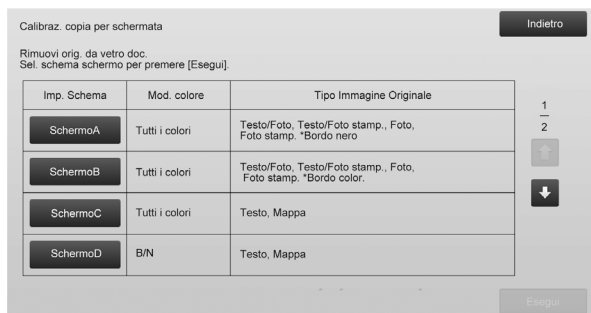 Calibraz. copia per schermata
Indietro
Rimuovi orig. da vetro doc.
Sel. schema schermo per premere [Esegui].
Imp. Schema Mod. colore Tipo Immagine Originale
SchermoA Tutti i colori Testo/Foto, Testo/Foto stamp., Foto,
Foto stamp. *Bordo nero
SchermoB Tutti i colori Testo/Foto, Testo/Foto stamp., Foto,
Foto stamp. *Bordo color.
SchermoC Tutti i colori Testo, Mappa
SchermoD B/N Testo, Mappa
1
2
Esegui